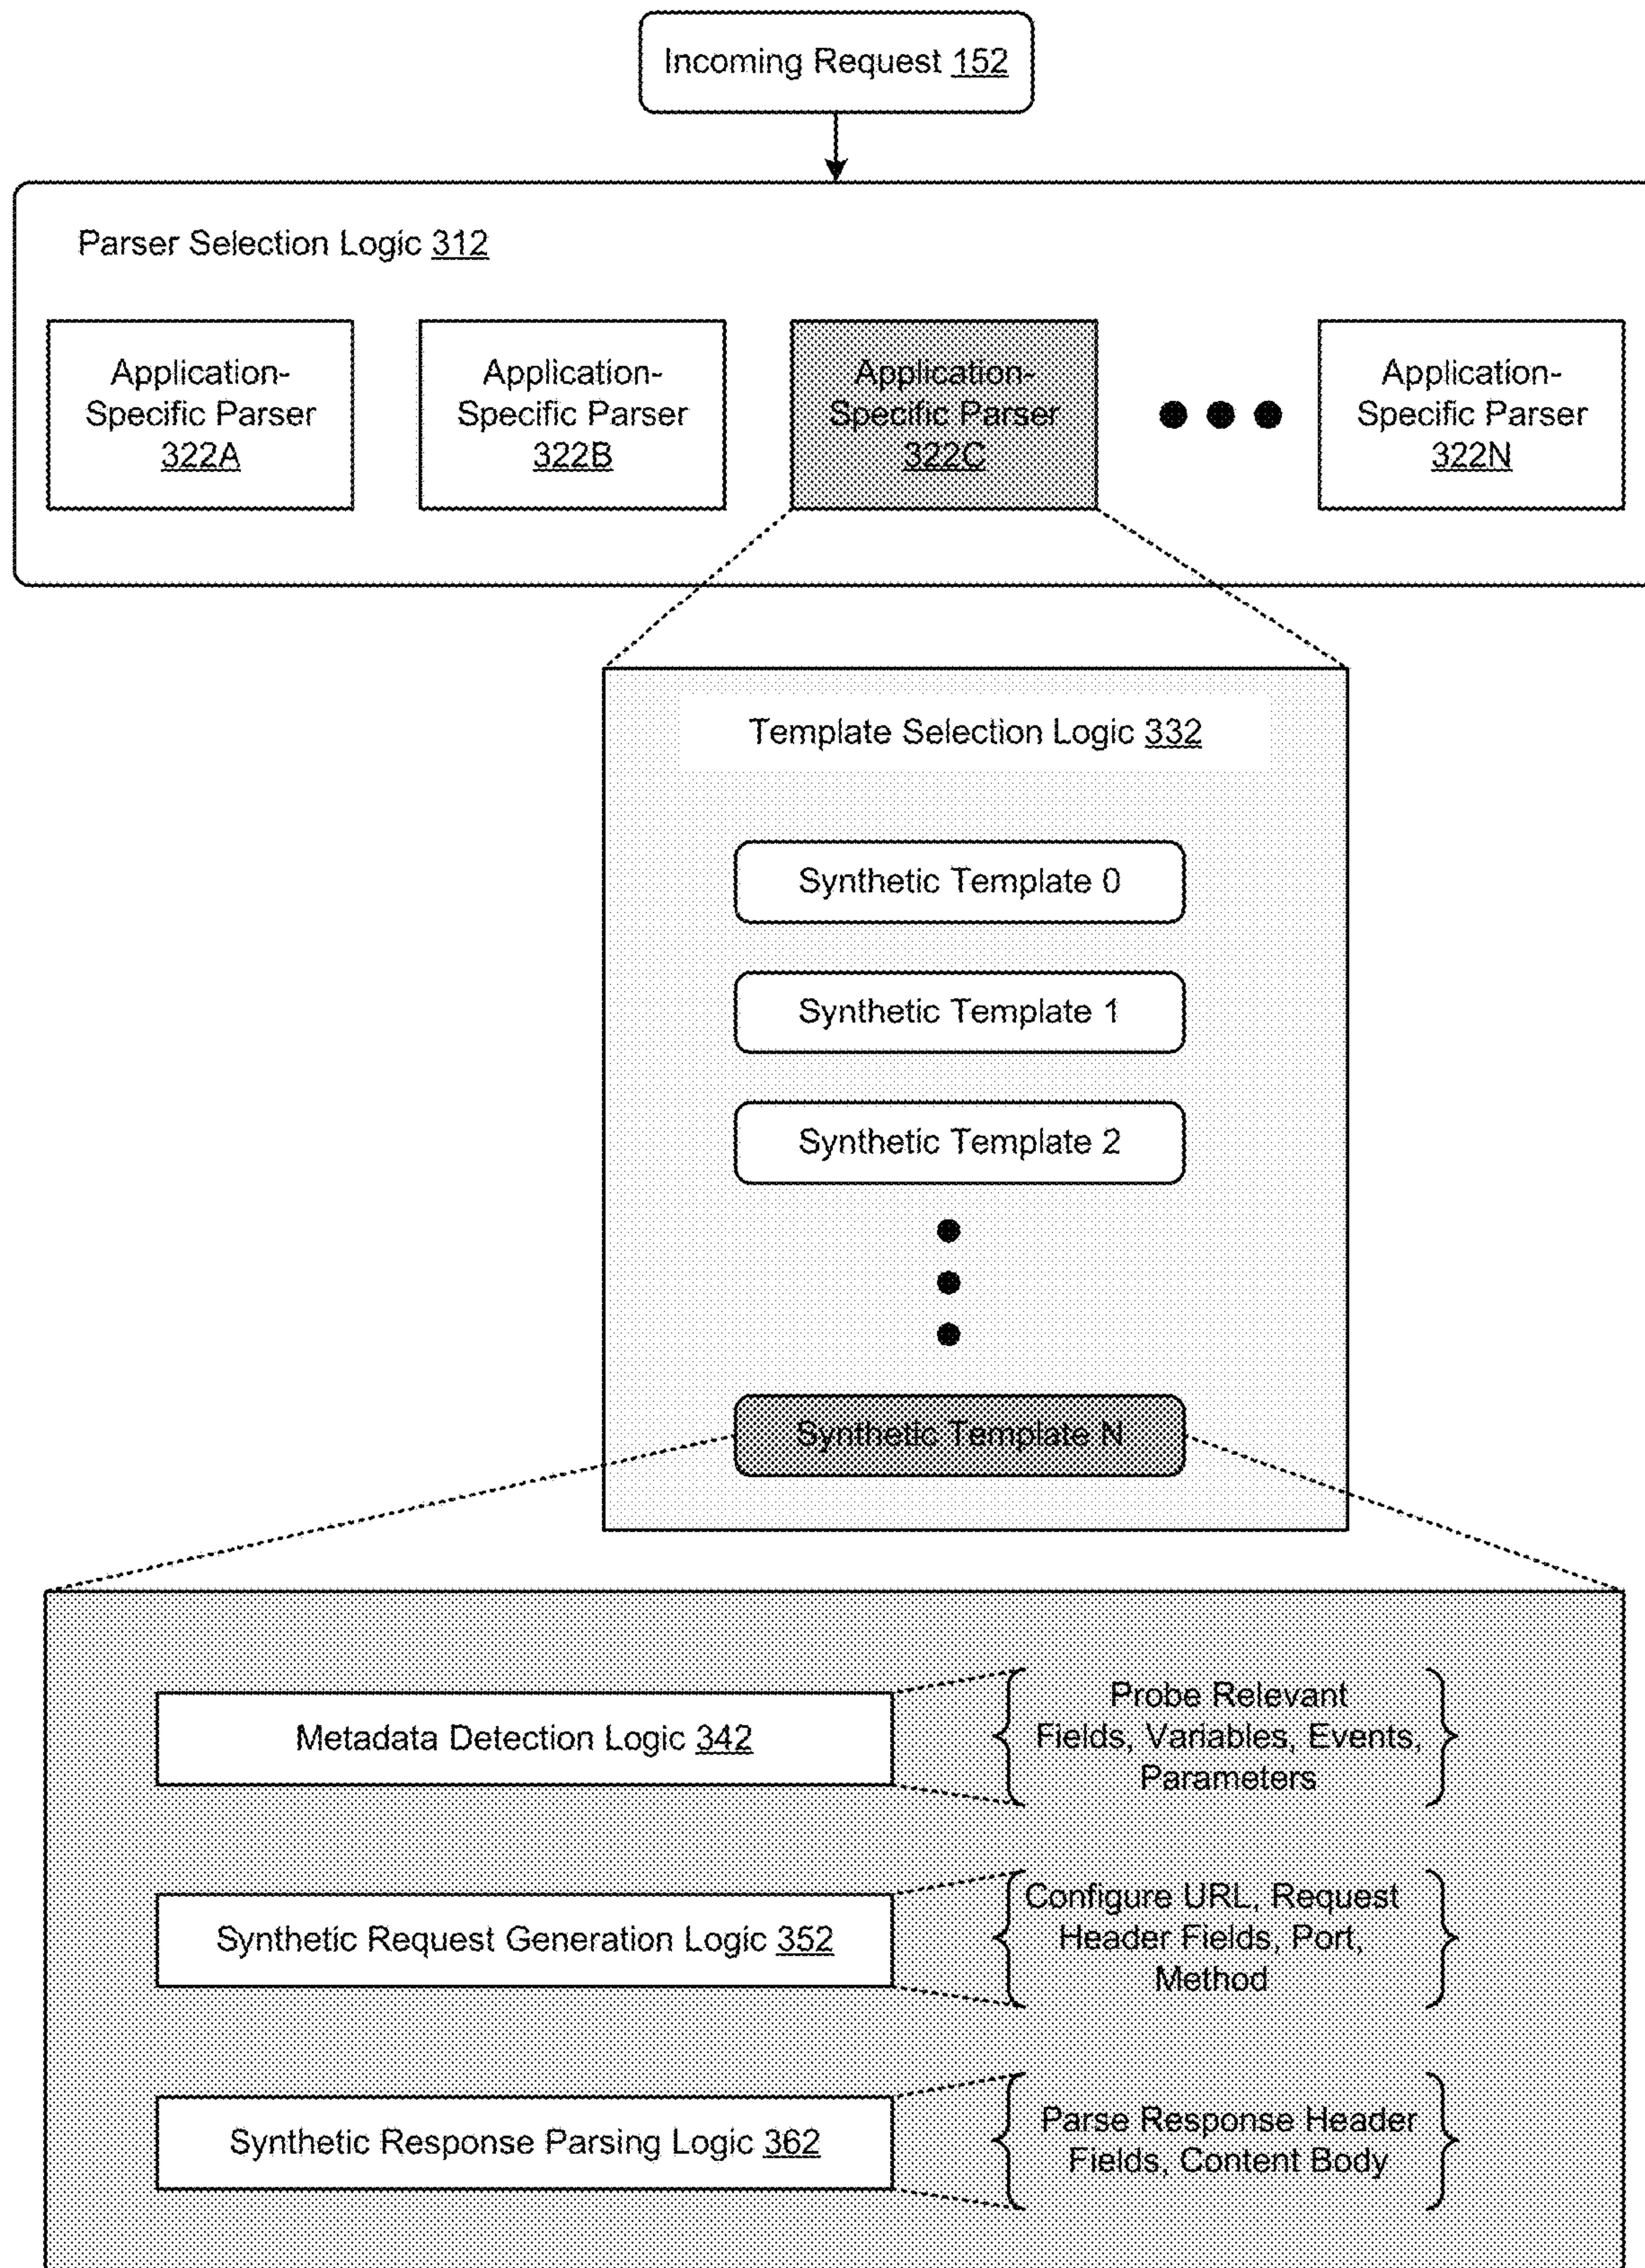 Incoming Request 152
Parser Selection Logic 312
Application-
Specific Parser
322A
Application-
Specific Parser
322B
Application-
Specific Parser
322C
Application-
Specific Parser
322N
Template Selection Logic 332
Synthetic Template 0
Synthetic Template 1
Synthetic Template 2
Synthetic Template N
Metadata Detection Logic 342
Probe Relevant
Fields, Variables, Events,
Parameters
Synthetic Request Generation Logic 352
Configure URL, Request
Header Fields, Port,
Method
Synthetic Response Parsing Logic 362
Parse Response Header
Fields, Content Body